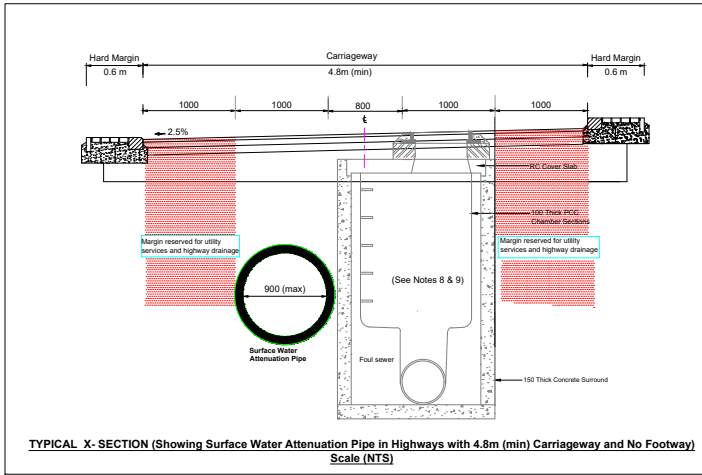 Hard Margin
Carriageway
Hard Margin
0.6 m
4.8m (min)
0.6 m
1000
1000
800
1000
1000
2.5%
RC Cover Slab
100 Thick PCC
Chamber Sections
Margin reserved for utility
services and highway drainage
Margin reserved for utility
services and highway drainage
(See Notes 8 & 9)
900 (max)
Surface Water
Attenuation Pipe
Foul sewer
150 Thick Concrete Surround
TYPICAL X- SECTION (Showing Surface Water Attenuation Pipe in Highways with 4.8m (min) Carriageway and No Footway)
Scale (NTS)